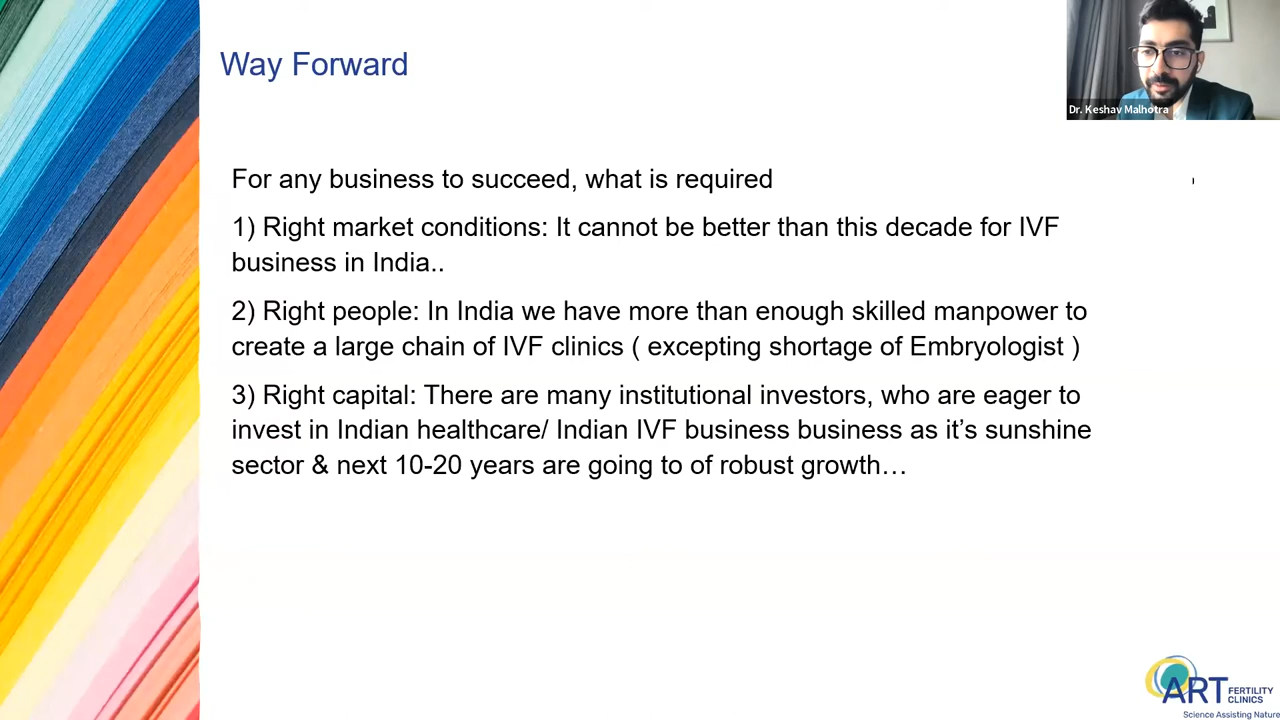 Way Forward
Dr. Keshav Malhotra
For any business to succeed, what is required
1) Right market conditions: It cannot be better than this decade for IVF
business in India..
2) Right people: In India we have more than enough skilled manpower to
create a large chain of IVF clinics ( excepting shortage of Embryologist )
3) Right capital: There are many institutional investors, who are eager to
invest in Indian healthcare/ Indian IVF business business as it’s sunshine
sector & next 10-20 years are going to of robust growth…
ART FERTILITY
CLINICS
Science Assisting Nature